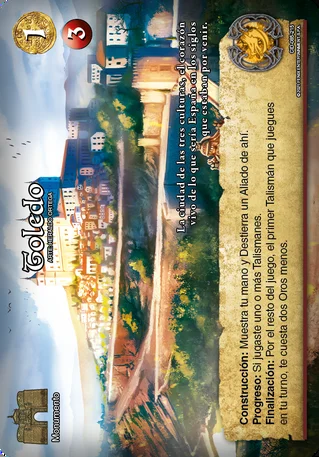 Toledo
ARTE: HERALDO ORTEGA
1
3
Monumento
La ciudad de las tres culturas, el corazón
vivo de lo que sería España en los siglos
que estaban por venir.
Construcción: Muestra tu mano y Destierra un Aliado de ahí.
Progreso: Si jugaste uno o más Talismanes.
Finalización: Por el resto del juego, el primer Talismán que juegues
en tu turno, te cuesta dos Oros menos.